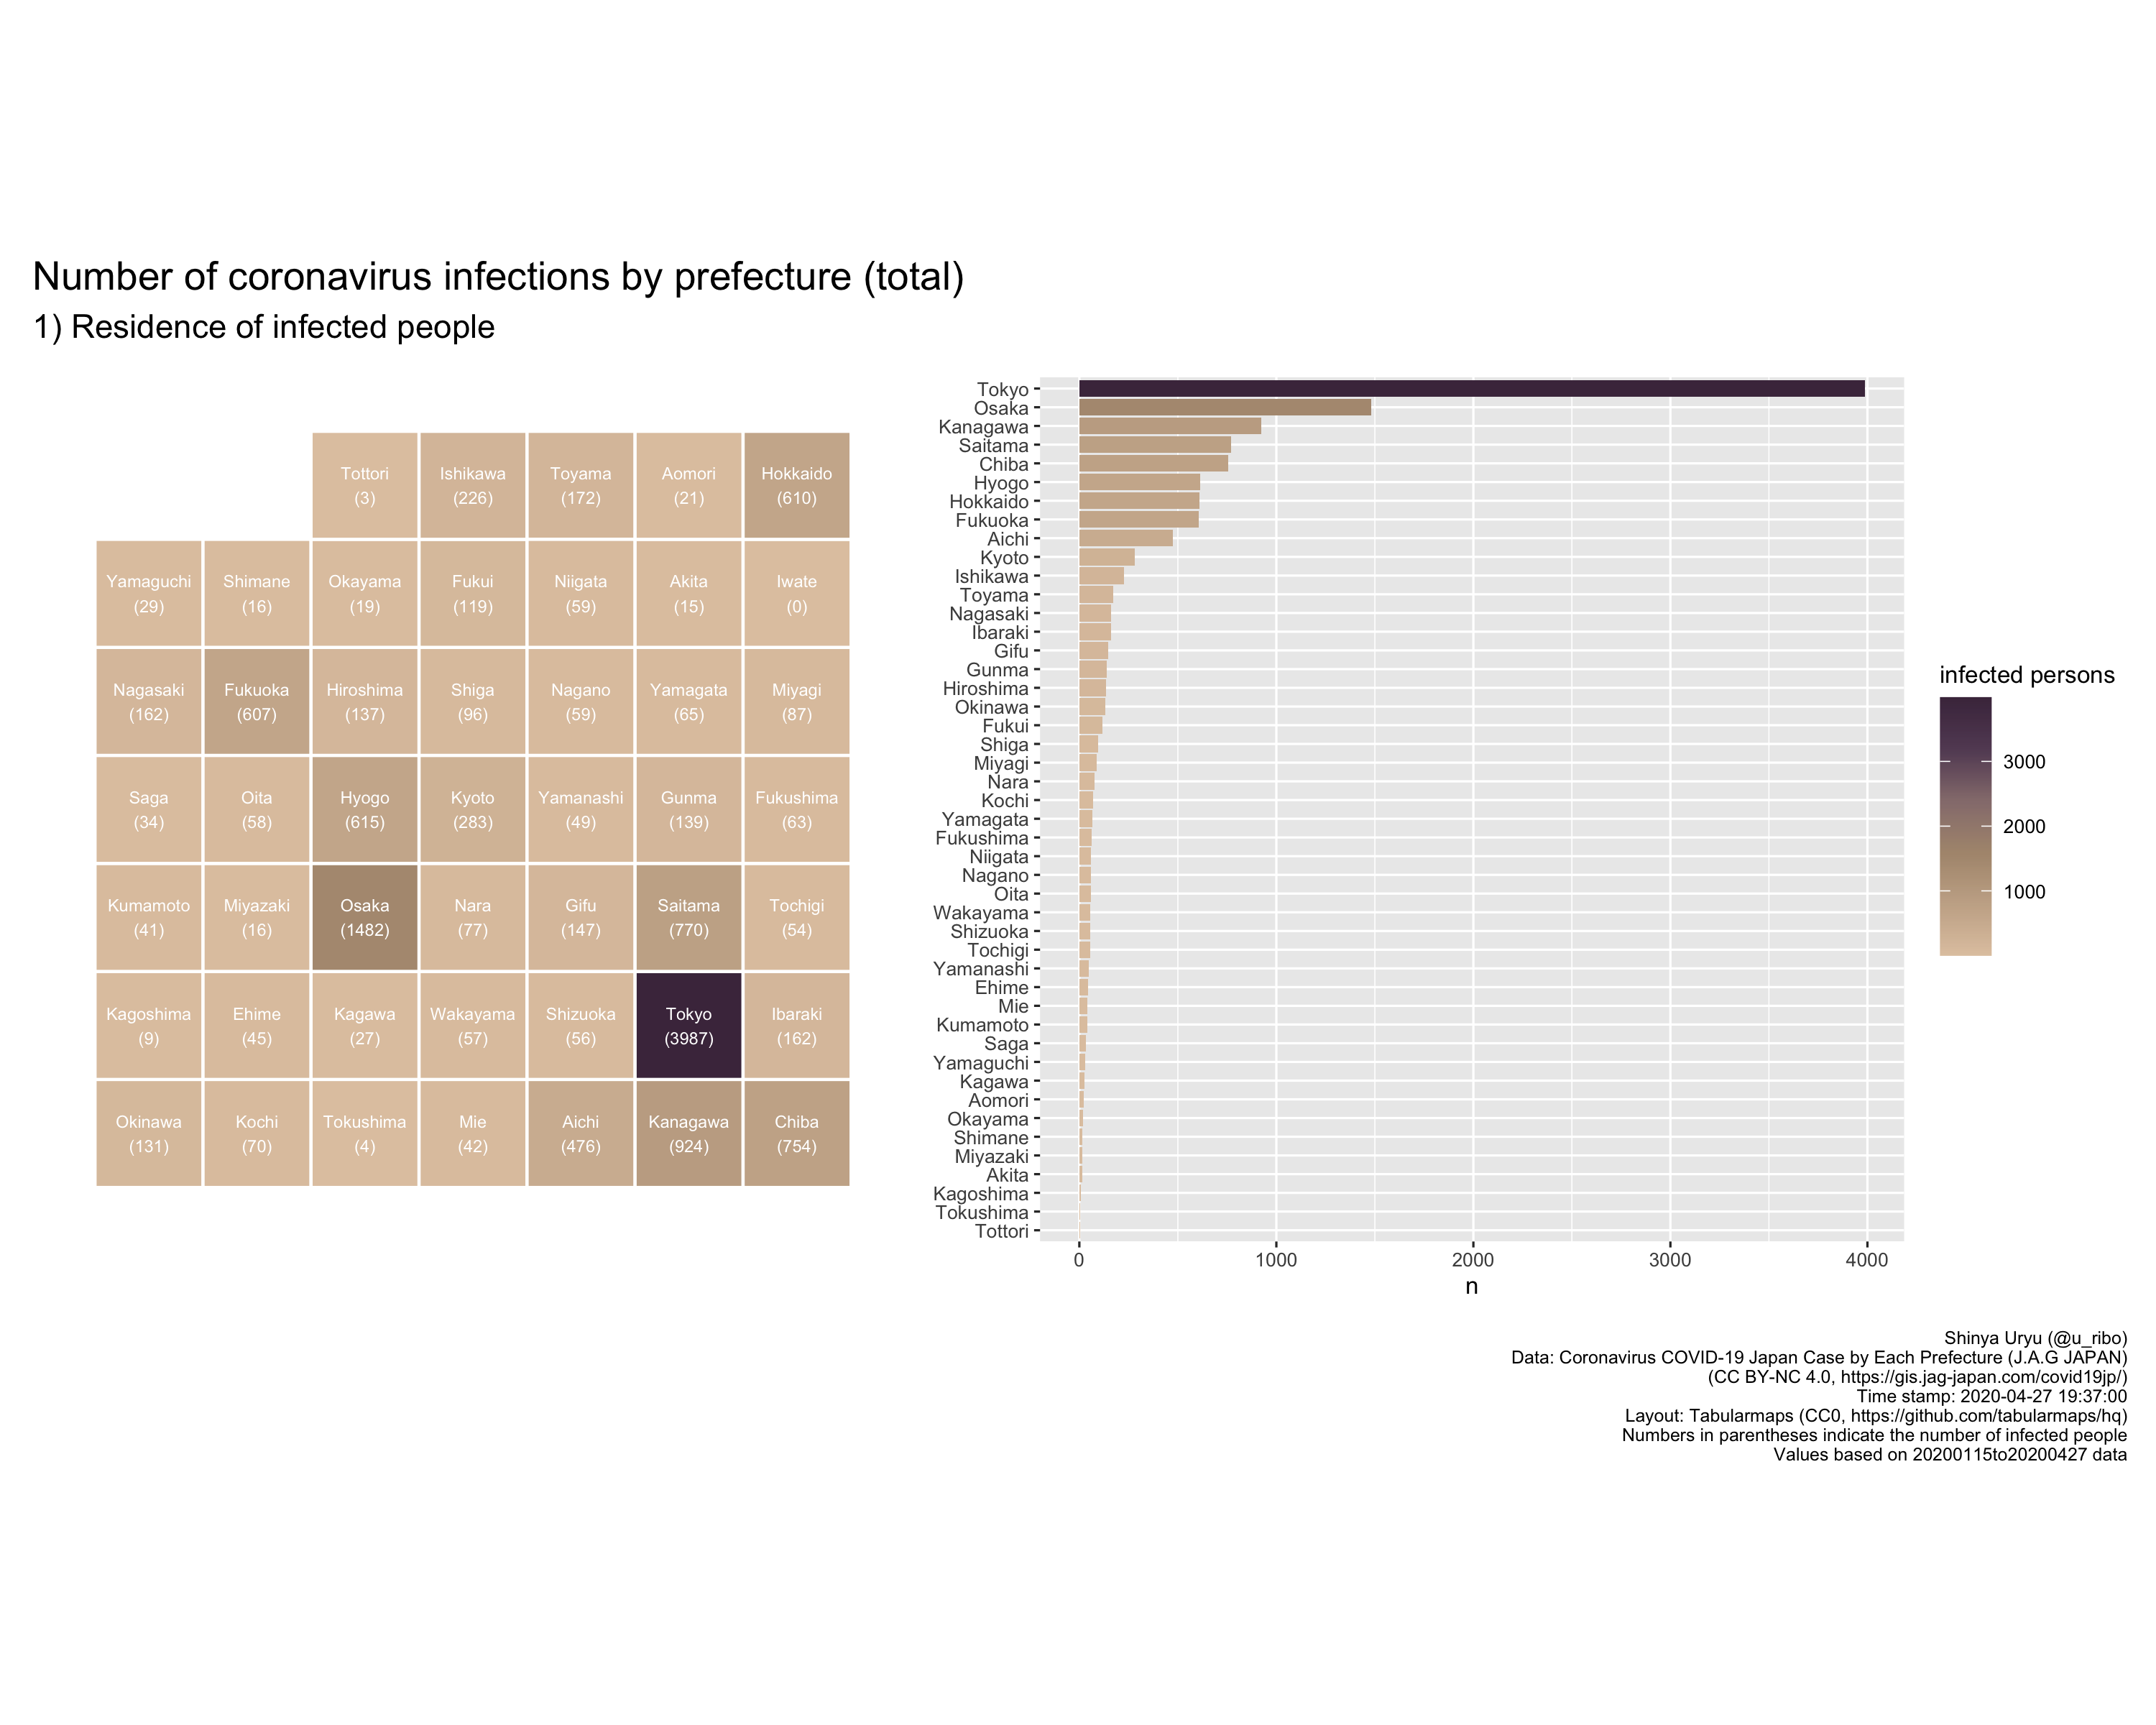 Number of coronavirus infections by prefecture (total)
1) Residence of infected people
Tottori Ishikawa Toyama Aomori Hokkaido
(3) (226) (172) (21) (610)
Yamaguchi Shimane Okayama Fukui Niigata Akita Iwate
(29) (16) (19) (119) (59) (15) (0)
Nagasaki Fukuoka Hiroshima Shiga Nagano Yamagata Miyagi
(162) (607) (137) (96) (59) (65) (87)
Saga Oita Hyogo Kyoto Yamanashi Gunma Fukushima
(34) (58) (615) (283) (49) (139) (63)
Kumamoto Miyazaki Osaka Nara Gifu Saitama Tochigi
(41) (16) (1482) (77) (147) (770) (54)
Kagoshima Ehime Kagawa Wakayama Shizuoka Tokyo Ibaraki
(9) (45) (27) (57) (56) (3987) (162)
Okinawa Kochi Tokushima Mie Aichi Kanagawa Chiba
(131) (70) (4) (42) (476) (924) (754)
Tokyo
Osaka
Kanagawa
Saitama
Chiba
Hyogo
Hokkaido
Fukuoka
Aichi
Kyoto
Ishikawa
Toyama
Nagasaki
Ibaraki
Gifu
Gunma
Hiroshima
Okinawa
Fukui
Shiga
Miyagi
Nara
Kochi
Yamagata
Fukushima
Niigata
Nagano
Oita
Wakayama
Shizuoka
Tochigi
Yamanashi
Ehime
Mie
Kumamoto
Saga
Yamaguchi
Kagawa
Aomori
Okayama
Shimane
Miyazaki
Akita
Kagoshima
Tokushima
Tottori
0 1000 2000 3000 4000
n
infected persons
3000
2000
1000
Shinya Uryu (@u_ribo)
Data: Coronavirus COVID-19 Japan Case by Each Prefecture (J.A.G JAPAN)
(CC BY-NC 4.0, https://gis.jag-japan.com/covid19jp/)
Time stamp: 2020-04-27 19:37:00
Layout: Tabularmaps (CC0, https://github.com/tabularmaps/hq)
Numbers in parentheses indicate the number of infected people
Values based on 20200115to20200427 data